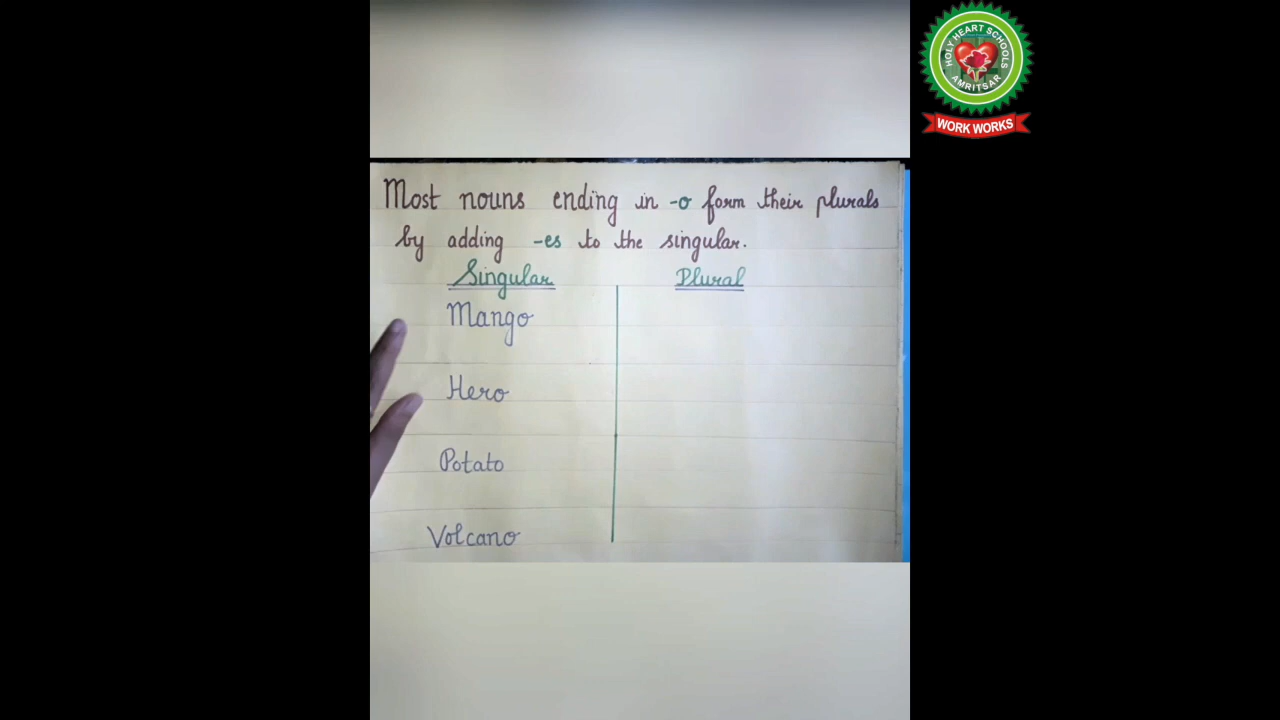 HOLY HEART SCHOOLS
AMRITSAR
WORK WORKS
Most nouns ending in -o form their plurals
by adding -es to the singular.
Singular Plural
Mango
Hero
Potato
Volcano